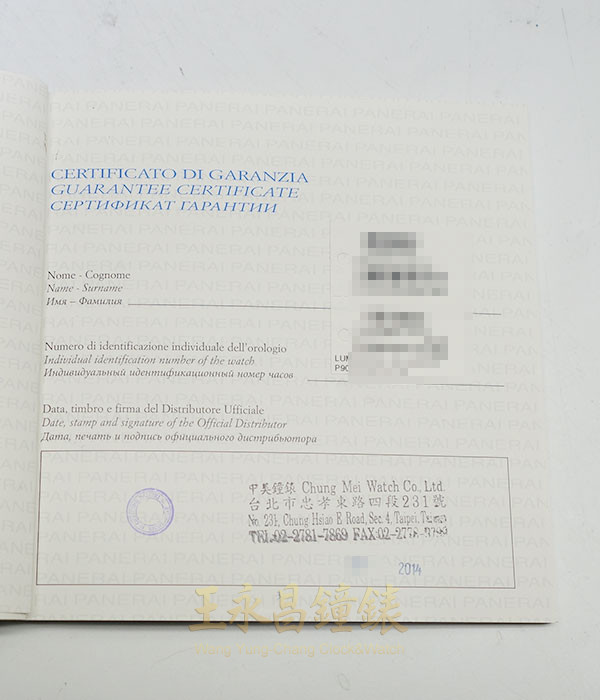 CERTIFICATO DI GARANZIA
GUARANTEE CERTIFICATE
СЕРТИФИКАТ ГАРАНТИИ
Nome - Cognome
Name - Surname
Имя – Фамилия
Numero di identificazione individuale dell'orologio
Individual identification number of the watch
Индивидуальный идентификационный номер часов
LUM
P90
Data, timbro e firma del Distributore Ufficiale
Date, stamp and signature of the Official Distributor
Дата, печать и подпись официального дистрибьютора
中美鐘錶 Chung Mei Watch Co., Ltd.
台北市忠孝東路四段231號
No. 231, Chung Hsiao E Road, Sec. 4, Taipei, Taiwan
TEL:02-2781-7869 FAX:02-2778-
2014
王永昌鐘錶